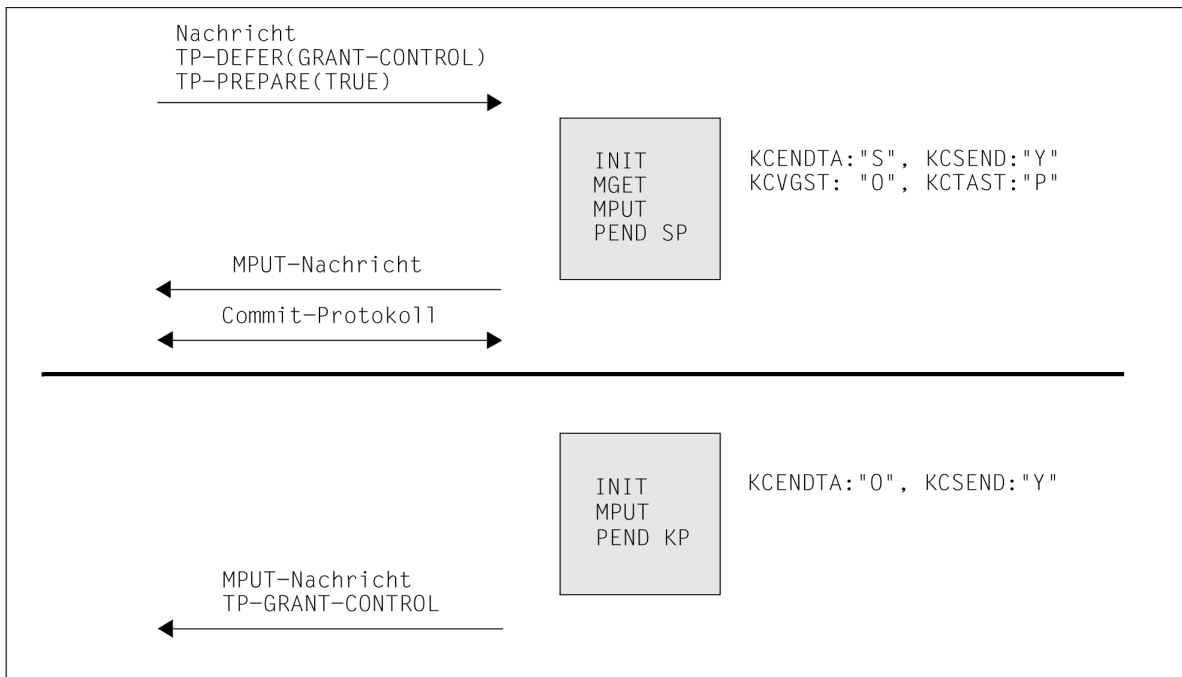 Nachricht
TP-DEFER(GRANT-CONTROL)
TP-PREPARE(TRUE)
INIT
MGET
MPUT
PEND SP
KCENDTA:"S", KCSEND:"Y"
KCVGST: "O", KCTAST:"P"
MPUT-Nachricht
Commit-Protokoll
INIT
MPUT
PEND KP
KCENDTA:"O", KCSEND:"Y"
MPUT-Nachricht
TP-GRANT-CONTROL